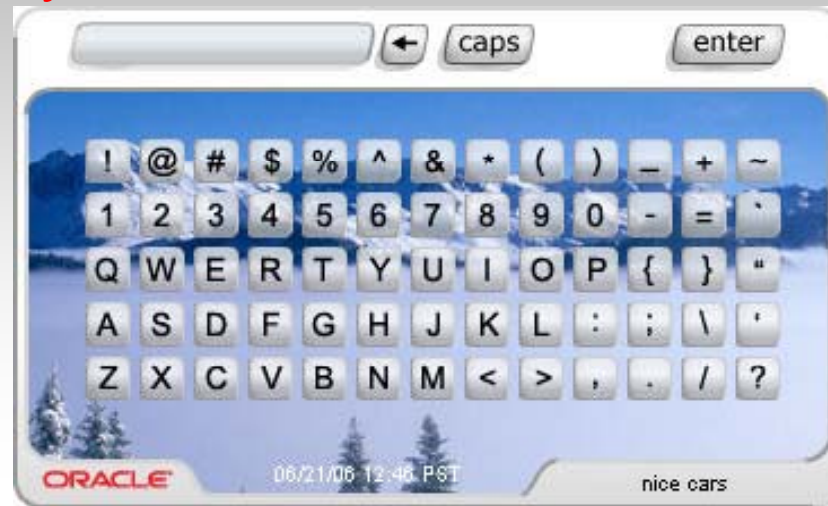 caps enter
! @ # $ % ^ & * ( ) _ + ~
1 2 3 4 5 6 7 8 9 0 - = `
Q W E R T Y U I O P { } “
A S D F G H J K L : ; \ ‘
Z X C V B N M < > , . / ?
ORACLE 06/21/06 12:46 PST nice cars